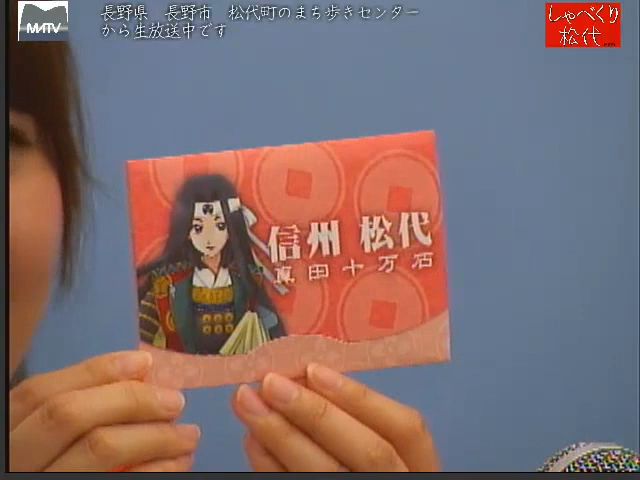 MATV
長野県　長野市　松代町のまち歩きセンター
から生放送中です
しゃべくり
松代
信州 松代
真田十万石